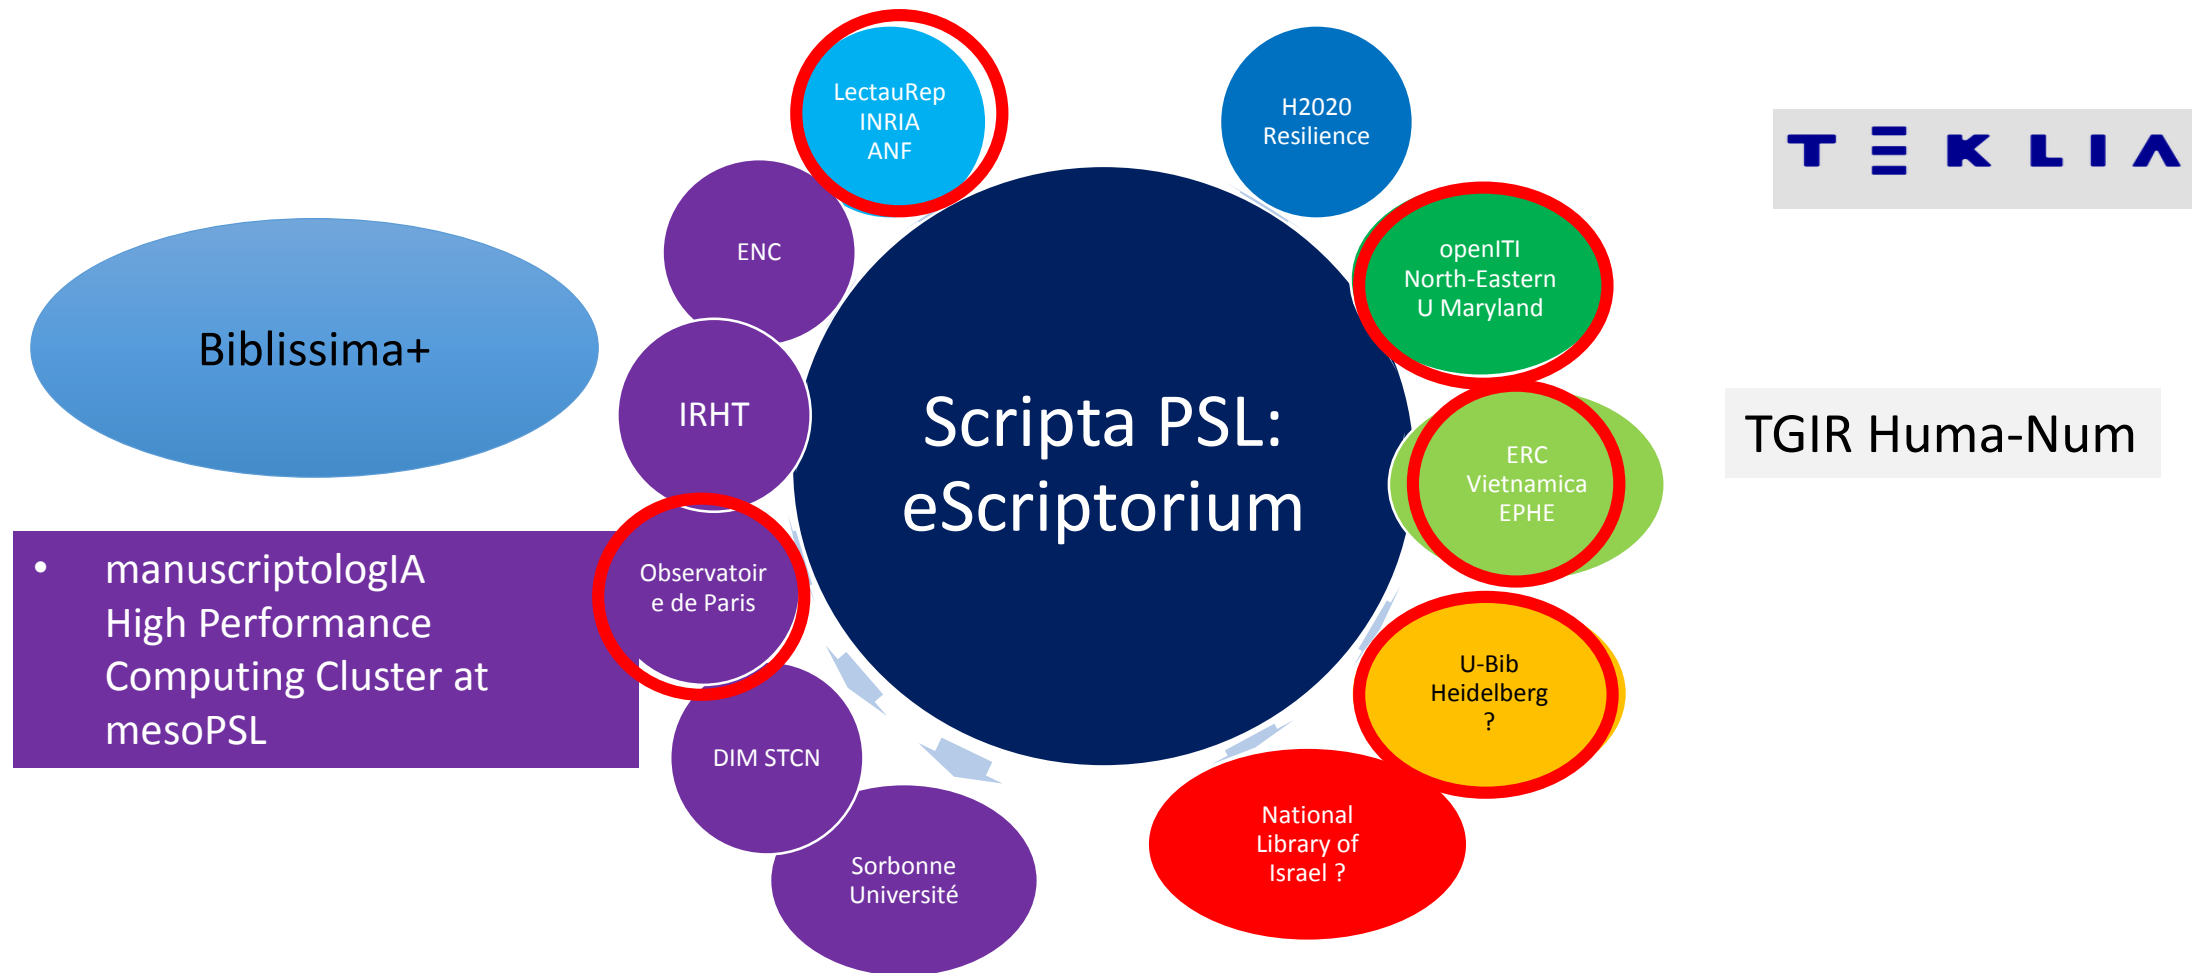 LectauRep
INRIA
ANF
H2020
Resilience
TEKLIA
ENC
openITI
North-Eastern
U Maryland
Biblissima+
IRHT
Scripta PSL:
eScriptorium
ERC
Vietnamica
EPHE
TGIR Huma-Num
• manuscriptologIA
High Performance
Computing Cluster at
mesoPSL
Observatoir
e de Paris
U-Bib
Heidelberg
?
DIM STCN
National
Library of
Israel ?
Sorbonne
Université